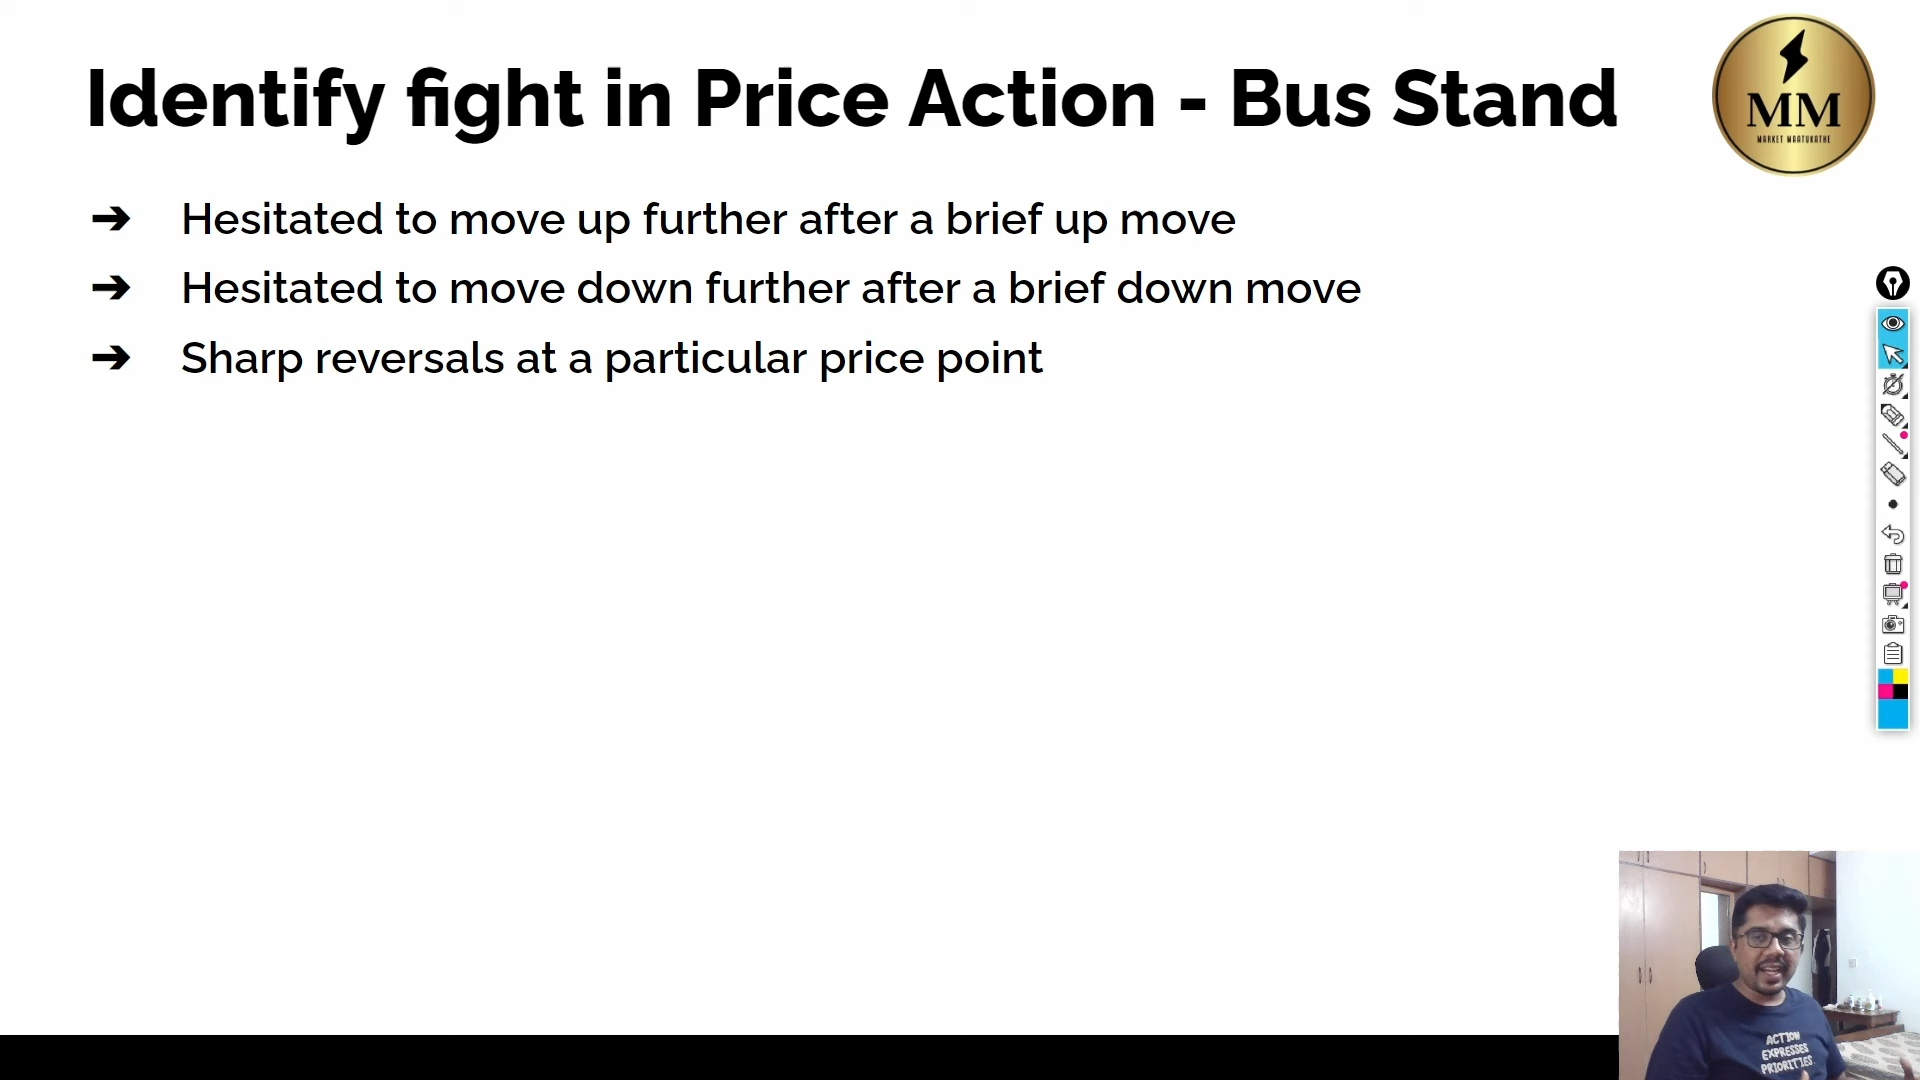 Identify fight in Price Action - Bus Stand
MM
MARKET MAATUKATHE
➔ Hesitated to move up further after a brief up move
➔ Hesitated to move down further after a brief down move
➔ Sharp reversals at a particular price point
ACTION
EXPRESSES
PRIORITIES